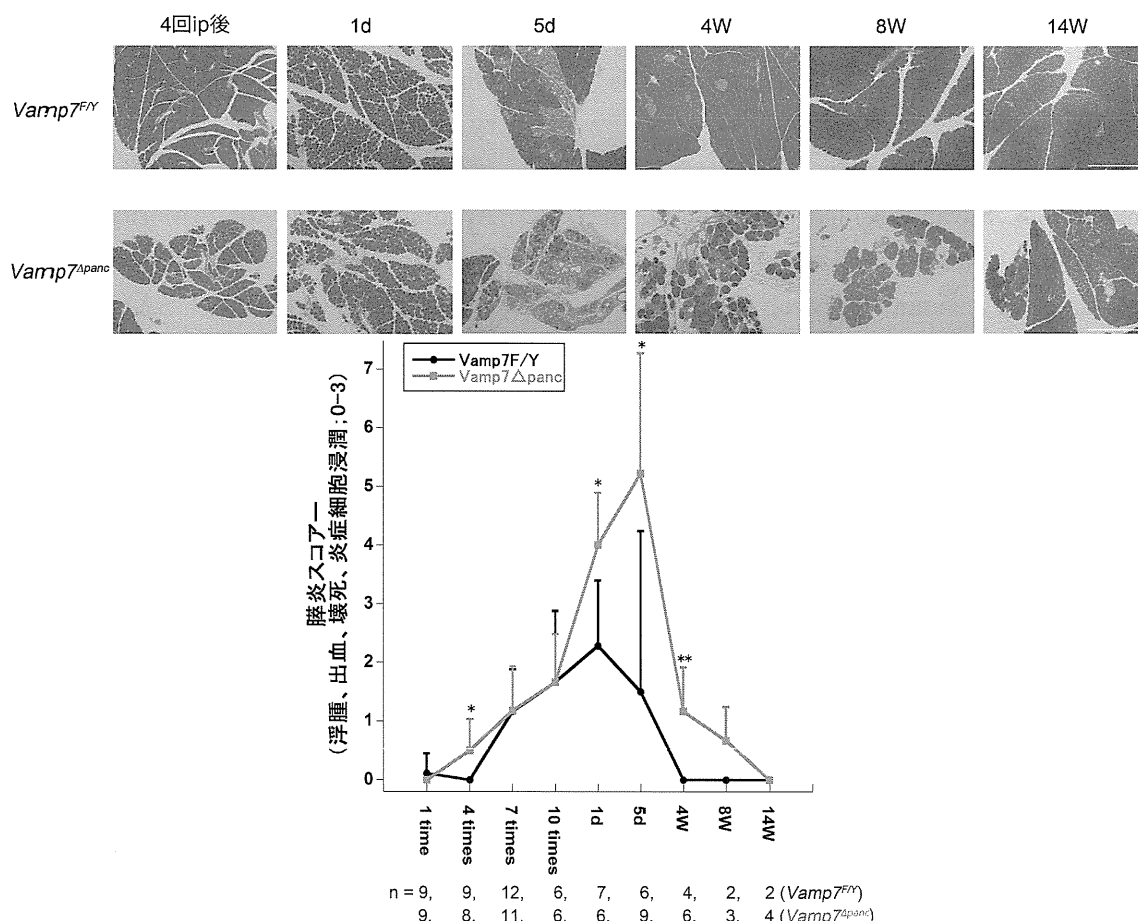 4回ip後 1d 5d 4W 8W 14W
Vamp7F/Y
Vamp7Δpanc
Vamp7F/Y
Vamp7△panc
膵炎スコアー
(浮腫、出血、壊死、炎症細胞浸潤;0-3)
7
6
5
4
3
2
1
0
*
*
*
**
1 time 4 times 7 times 10 times 1d 5d 4W 8W 14W
n = 9, 9, 12, 6, 7, 6, 4, 2, 2 (Vamp7F/Y)
9, 8, 11, 6, 6, 9, 6, 3, 4 (Vamp7Δpanc)